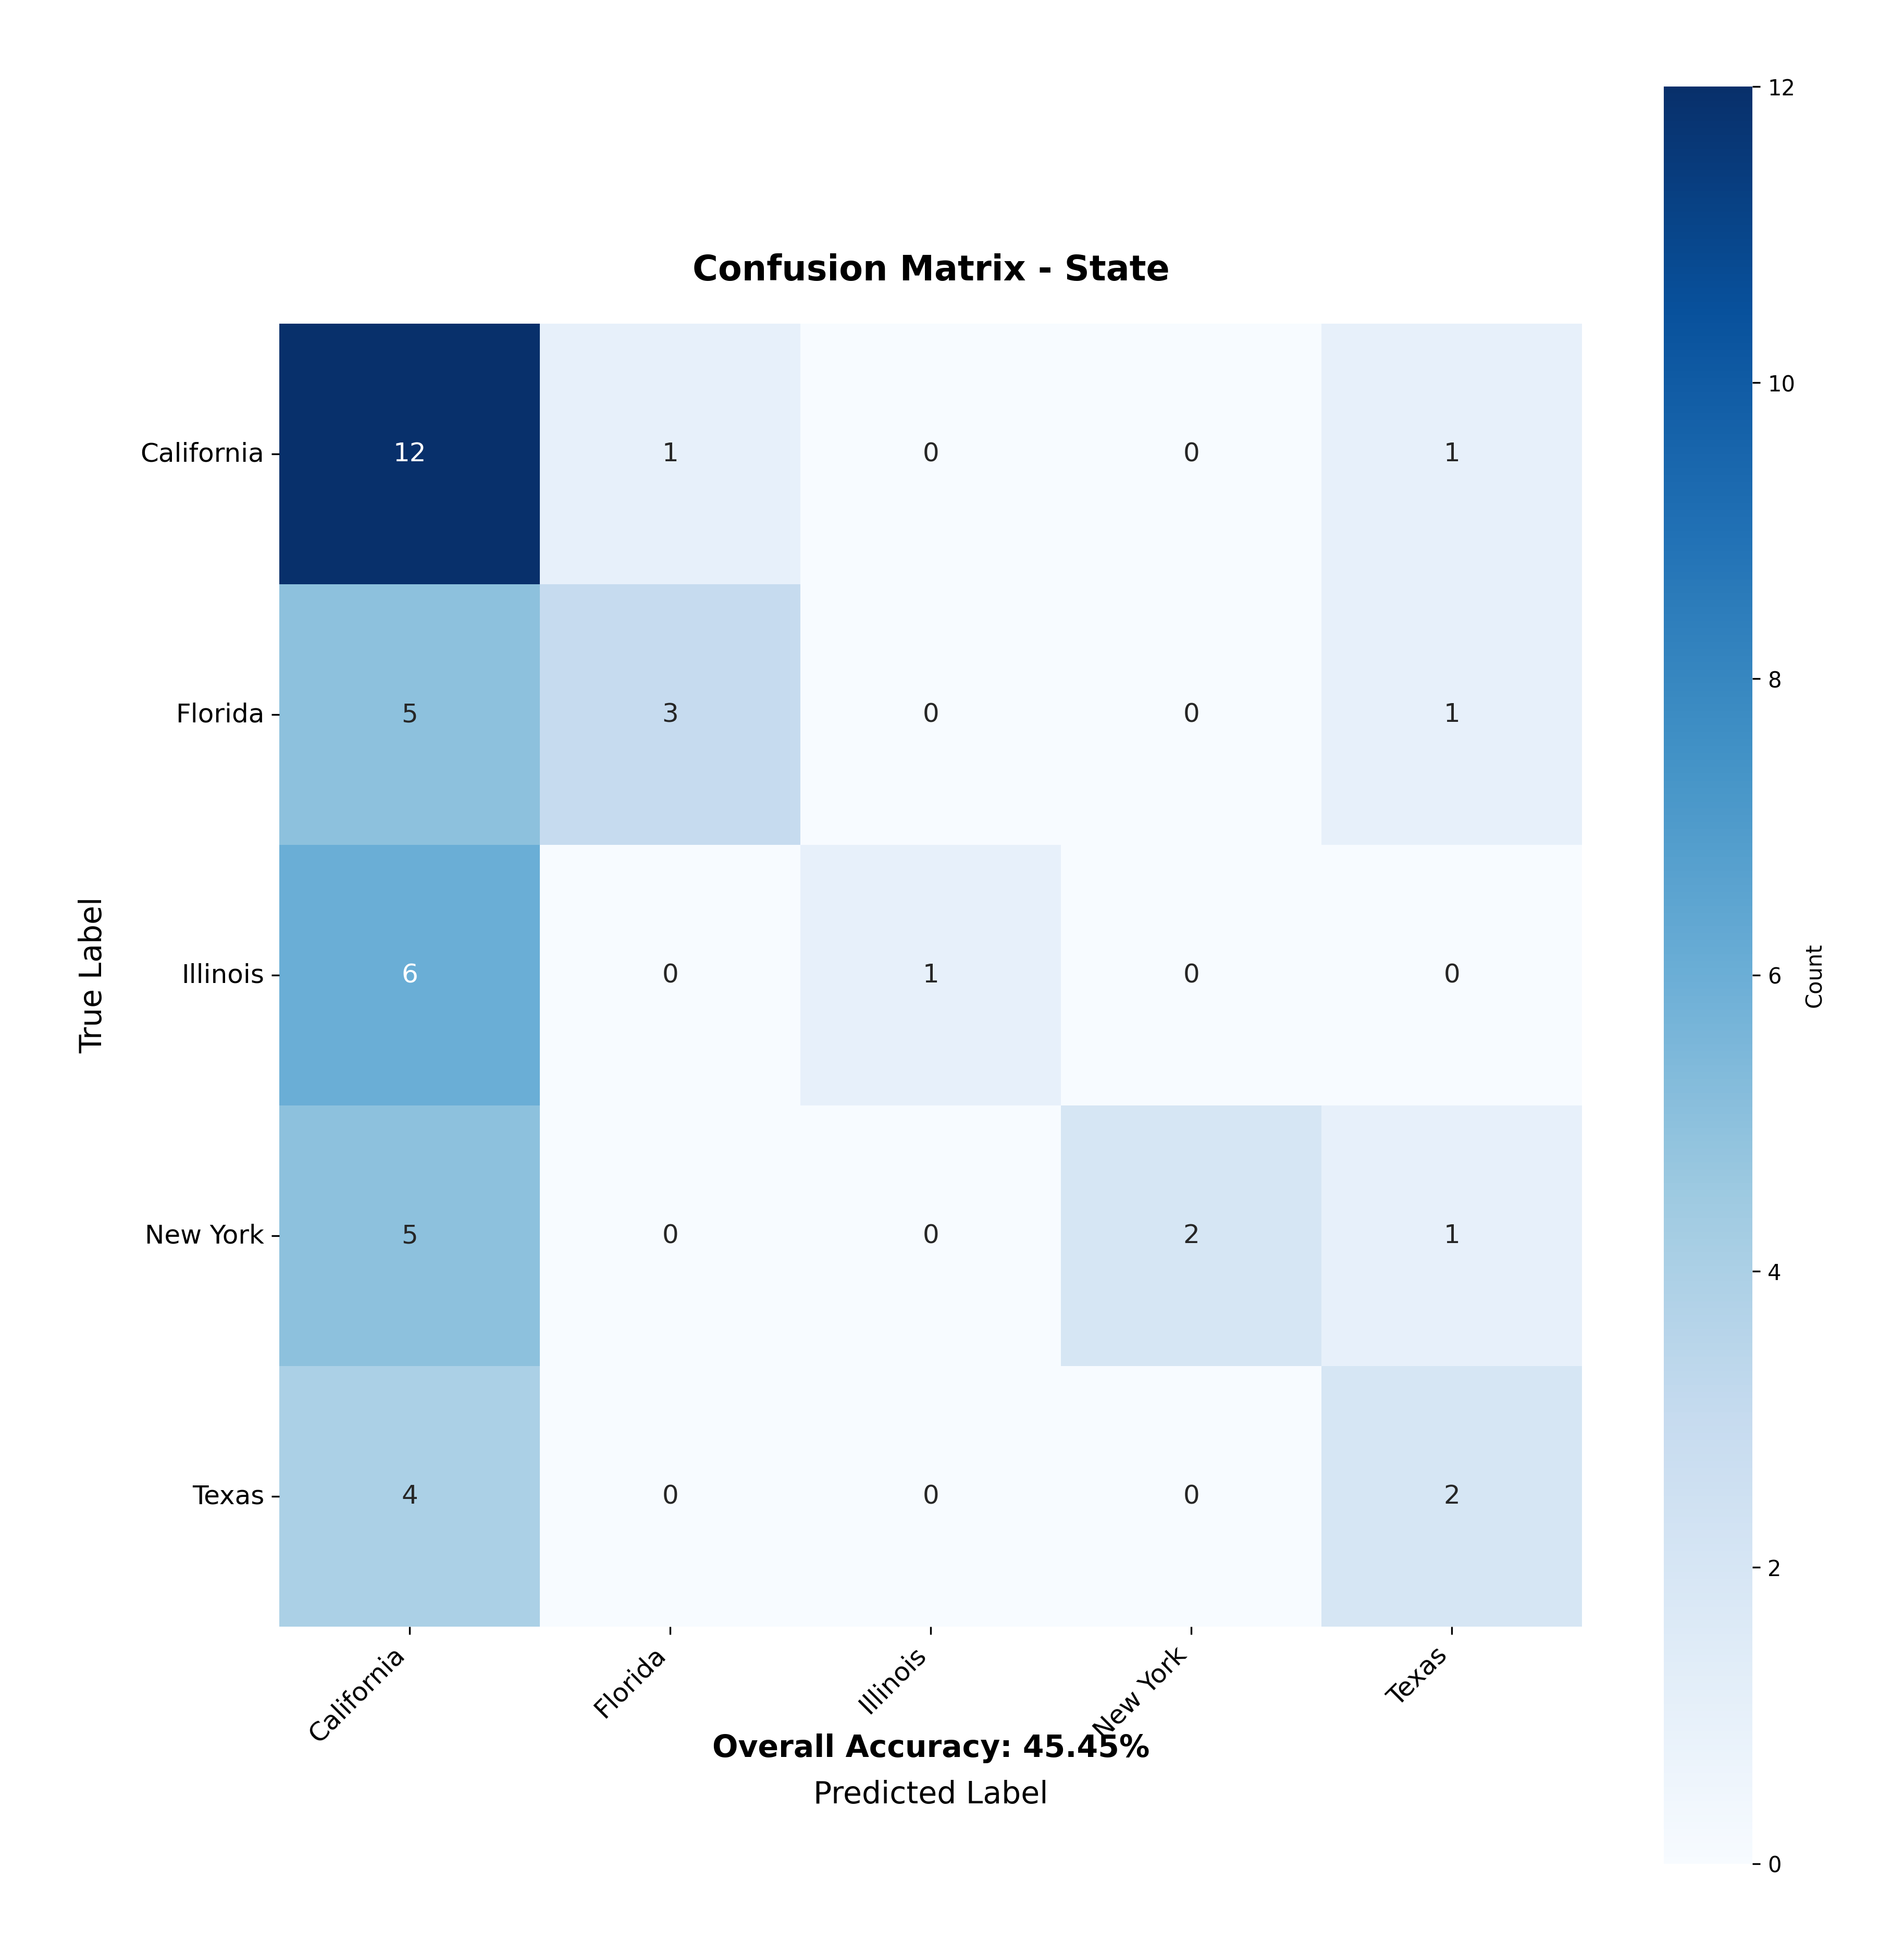 Confusion Matrix - State
12
10
8
6
4
2
0
Count
True Label
California 12 1 0 0 1
Florida 5 3 0 0 1
Illinois 6 0 1 0 0
New York 5 0 0 2 1
Texas 4 0 0 0 2
California Florida Illinois New York Texas
Overall Accuracy: 45.45%
Predicted Label